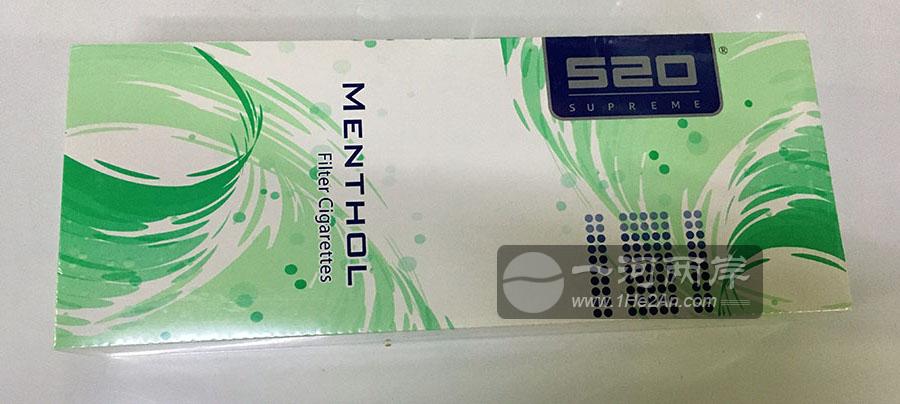 520
®
SUPREME
MENTHOL
Filter Cigarettes
一河两岸
www.1He2An.com